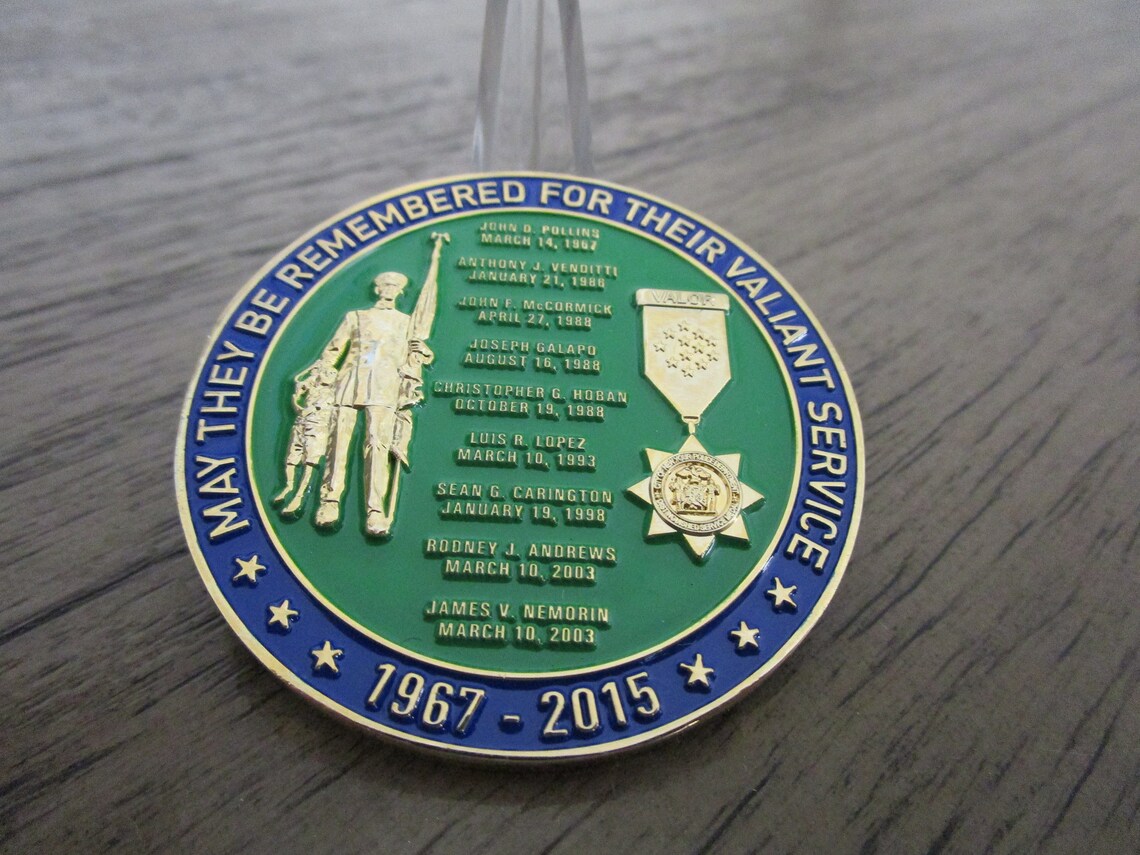 MAY THEY BE REMEMBERED FOR THEIR VALIANT SERVICE
JOHN D. POLLINS
MARCH 14, 1967
ANTHONY J. VENDITTI
JANUARY 21, 1986
JOHN F. McCORMICK
APRIL 27, 1988
JOSEPH GALAPO
AUGUST 16, 1988
CHRISTOPHER G. HOBAN
OCTOBER 19, 1988
LUIS R. LOPEZ
MARCH 10, 1993
SEAN G. CARINGTON
JANUARY 19, 1998
RODNEY J. ANDREWS
MARCH 10, 2003
JAMES V. NEMORIN
MARCH 10, 2003
VALOR
1967 - 2015